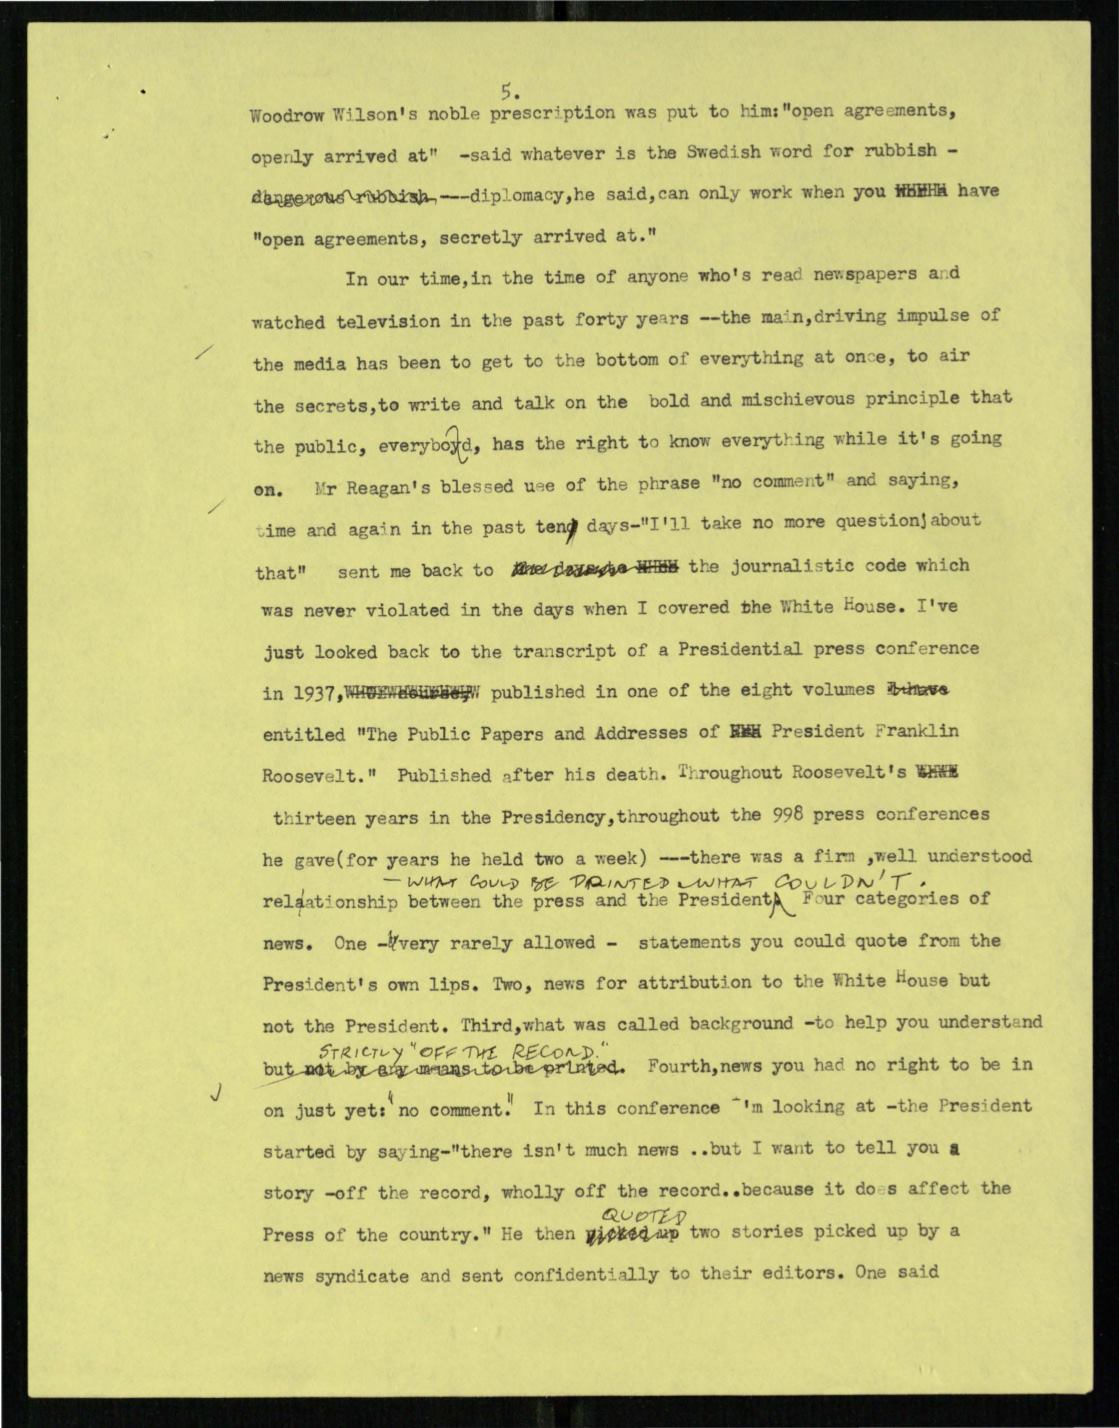 5.
Woodrow Wilson's noble prescription was put to him:"open agreements,
openly arrived at" -said whatever is the Swedish word for rubbish -
dangerous rubbish, ---diplomacy,he said,can only work when you have
"open agreements, secretly arrived at."
In our time,in the time of anyone who's read newspapers and
watched television in the past forty years --the main,driving impulse of
the media has been to get to the bottom of everything at once, to air
the secrets,to write and talk on the bold and mischievous principle that
the public, everyboyd, has the right to know everything while it's going
on. Mr Reagan's blessed use of the phrase "no comment" and saying,
time and again in the past ten days-"I'll take no more question about
that" sent me back to the days to the journalistic code which
was never violated in the days when I covered the White House. I've
just looked back to the transcript of a Presidential press conference
in 1937, published in one of the eight volumes I have
entitled "The Public Papers and Addresses of President Franklin
Roosevelt." Published after his death. Throughout Roosevelt's
thirteen years in the Presidency,throughout the 998 press conferences
he gave(for years he held two a week) ---there was a firm ,well understood
- WHAT COULD BE PRINTED & WHAT COULDN'T.
relaationship between the press and the President Four categories of
news. One - very rarely allowed - statements you could quote from the
President's own lips. Two, news for attribution to the White House but
not the President. Third,what was called background -to help you understand
STRICTLY "OFF THE RECORD."
but not by any means to be printed. Fourth,news you had no right to be in
on just yet:"no comment." In this conference I'm looking at -the President
started by saying-"there isn't much news ..but I want to tell you a
story -off the record, wholly off the record..because it does affect the
QUOTED
Press of the country." He then picked up two stories picked up by a
news syndicate and sent confidentially to their editors. One said